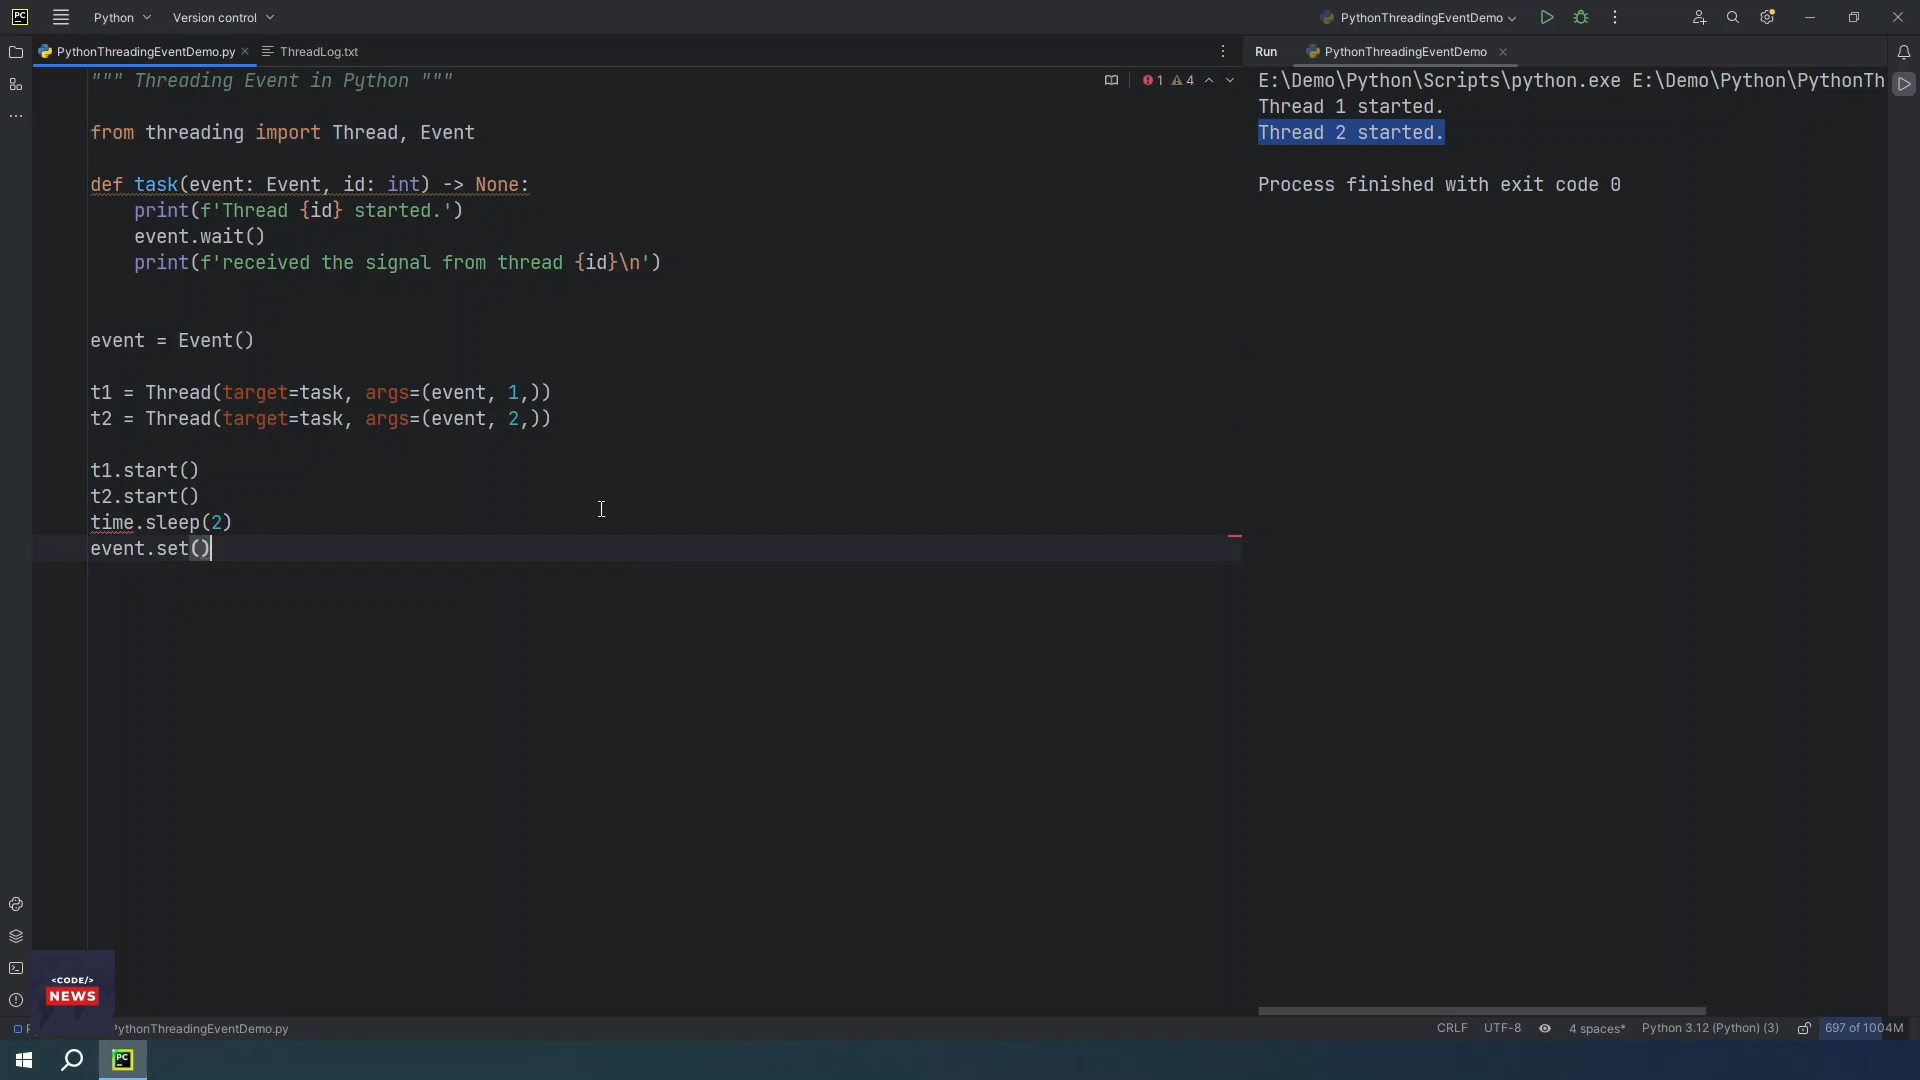 PC Python Version control PythonThreadingEventDemo
PythonThreadingEventDemo.py ThreadLog.txt
Run PythonThreadingEventDemo
""" Threading Event in Python """
1 4
from threading import Thread, Event
def task(event: Event, id: int) -> None:
print(f'Thread {id} started.')
event.wait()
print(f'received the signal from thread {id}\n')
event = Event()
t1 = Thread(target=task, args=(event, 1,))
t2 = Thread(target=task, args=(event, 2,))
t1.start()
t2.start()
time.sleep(2)
event.set()
E:\Demo\Python\Scripts\python.exe E:\Demo\Python\PythonTh
Thread 1 started.
Thread 2 started.
Process finished with exit code 0
<CODE/>
NEWS
PythonThreadingEventDemo.py
CRLF UTF-8 4 spaces* Python 3.12 (Python) (3) 697 of 1004M
PC